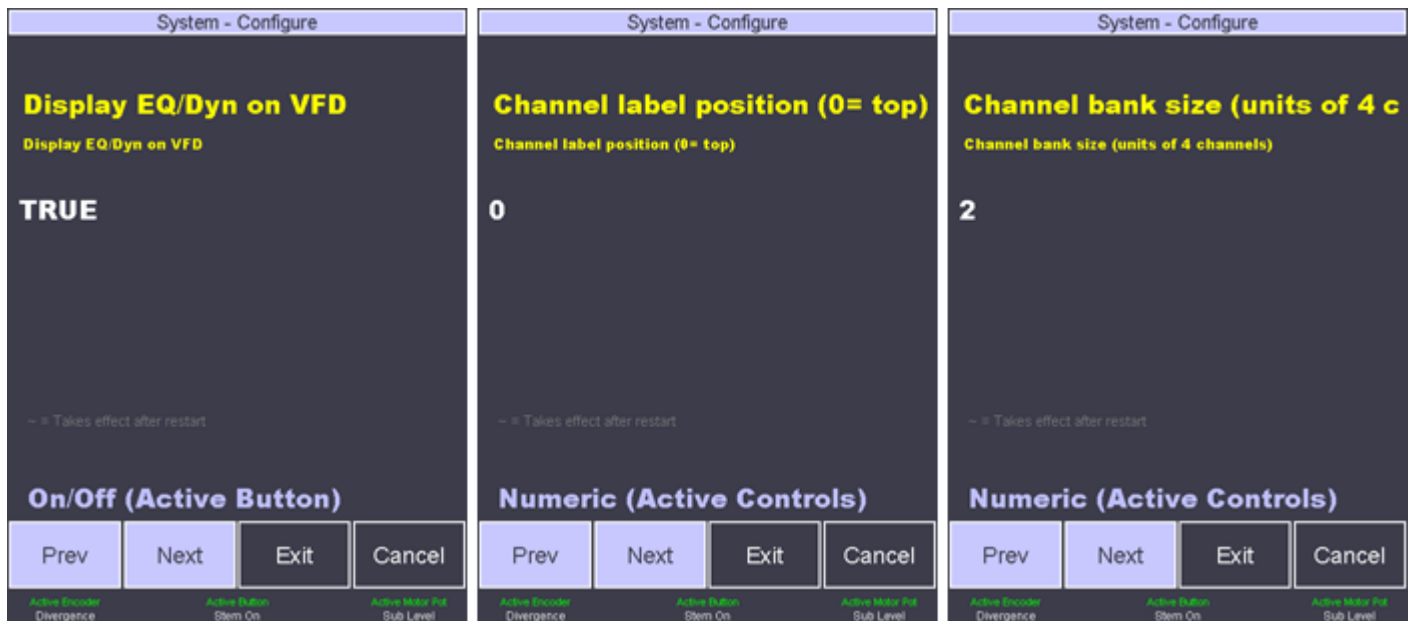 System - Configure
Display EQ/Dyn on VFD
Display EQ/Dyn on VFD
TRUE
~ = Takes effect after restart
On/Off (Active Button)
Prev Next Exit Cancel
Active Encoder Active Button Active Motor Pot
Divergence Stem On Sub Level
System - Configure
Channel label position (0= top)
Channel label position (0= top)
0
~ = Takes effect after restart
Numeric (Active Controls)
Prev Next Exit Cancel
Active Encoder Active Button Active Motor Pot
Divergence Stem On Sub Level
System - Configure
Channel bank size (units of 4 c
Channel bank size (units of 4 channels)
2
~ = Takes effect after restart
Numeric (Active Controls)
Prev Next Exit Cancel
Active Encoder Active Button Active Motor Pot
Divergence Stem On Sub Level